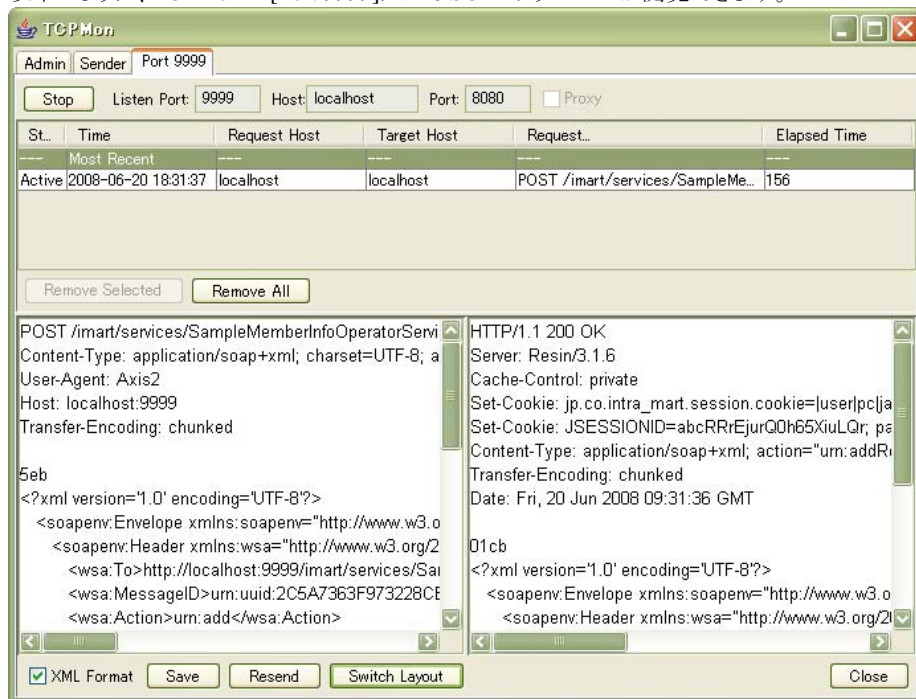 TCPMon
Admin Sender Port 9999
Stop Listen Port: 9999 Host: localhost Port: 8080 Proxy
St... Time Request Host Target Host Request... Elapsed Time
--- Most Recent --- --- --- ---
Active 2008-06-20 18:31:37 localhost localhost POST /imart/services/SampleMe... 156
Remove Selected Remove All
POST /imart/services/SampleMemberInfoOperatorServi
Content-Type: application/soap+xml; charset=UTF-8; a
User-Agent: Axis2
Host: localhost:9999
Transfer-Encoding: chunked
5eb
<?xml version='1.0' encoding='UTF-8'?>
<soapenv:Envelope xmlns:soapenv="http://www.w3.o
<soapenv:Header xmlns:wsa="http://www.w3.org/2
<wsa:To>http://localhost:9999/imart/services/Sa
<wsa:MessageID>urn:uuid:2C5A7363F973228CE
<wsa:Action>urn:add</wsa:Action>
HTTP/1.1 200 OK
Server: Resin/3.1.6
Cache-Control: private
Set-Cookie: jp.co.intra_mart.session.cookie=|user|pc|ja
Set-Cookie: JSESSIONID=abcRRrEjurQ0h65XiuLQr; pa
Content-Type: application/soap+xml; action="urn:addR
Transfer-Encoding: chunked
Date: Fri, 20 Jun 2008 09:31:36 GMT
01cb
<?xml version='1.0' encoding='UTF-8'?>
<soapenv:Envelope xmlns:soapenv="http://www.w3.o
<soapenv:Header xmlns:wsa="http://www.w3.org/2
XML Format Save Resend Switch Layout Close